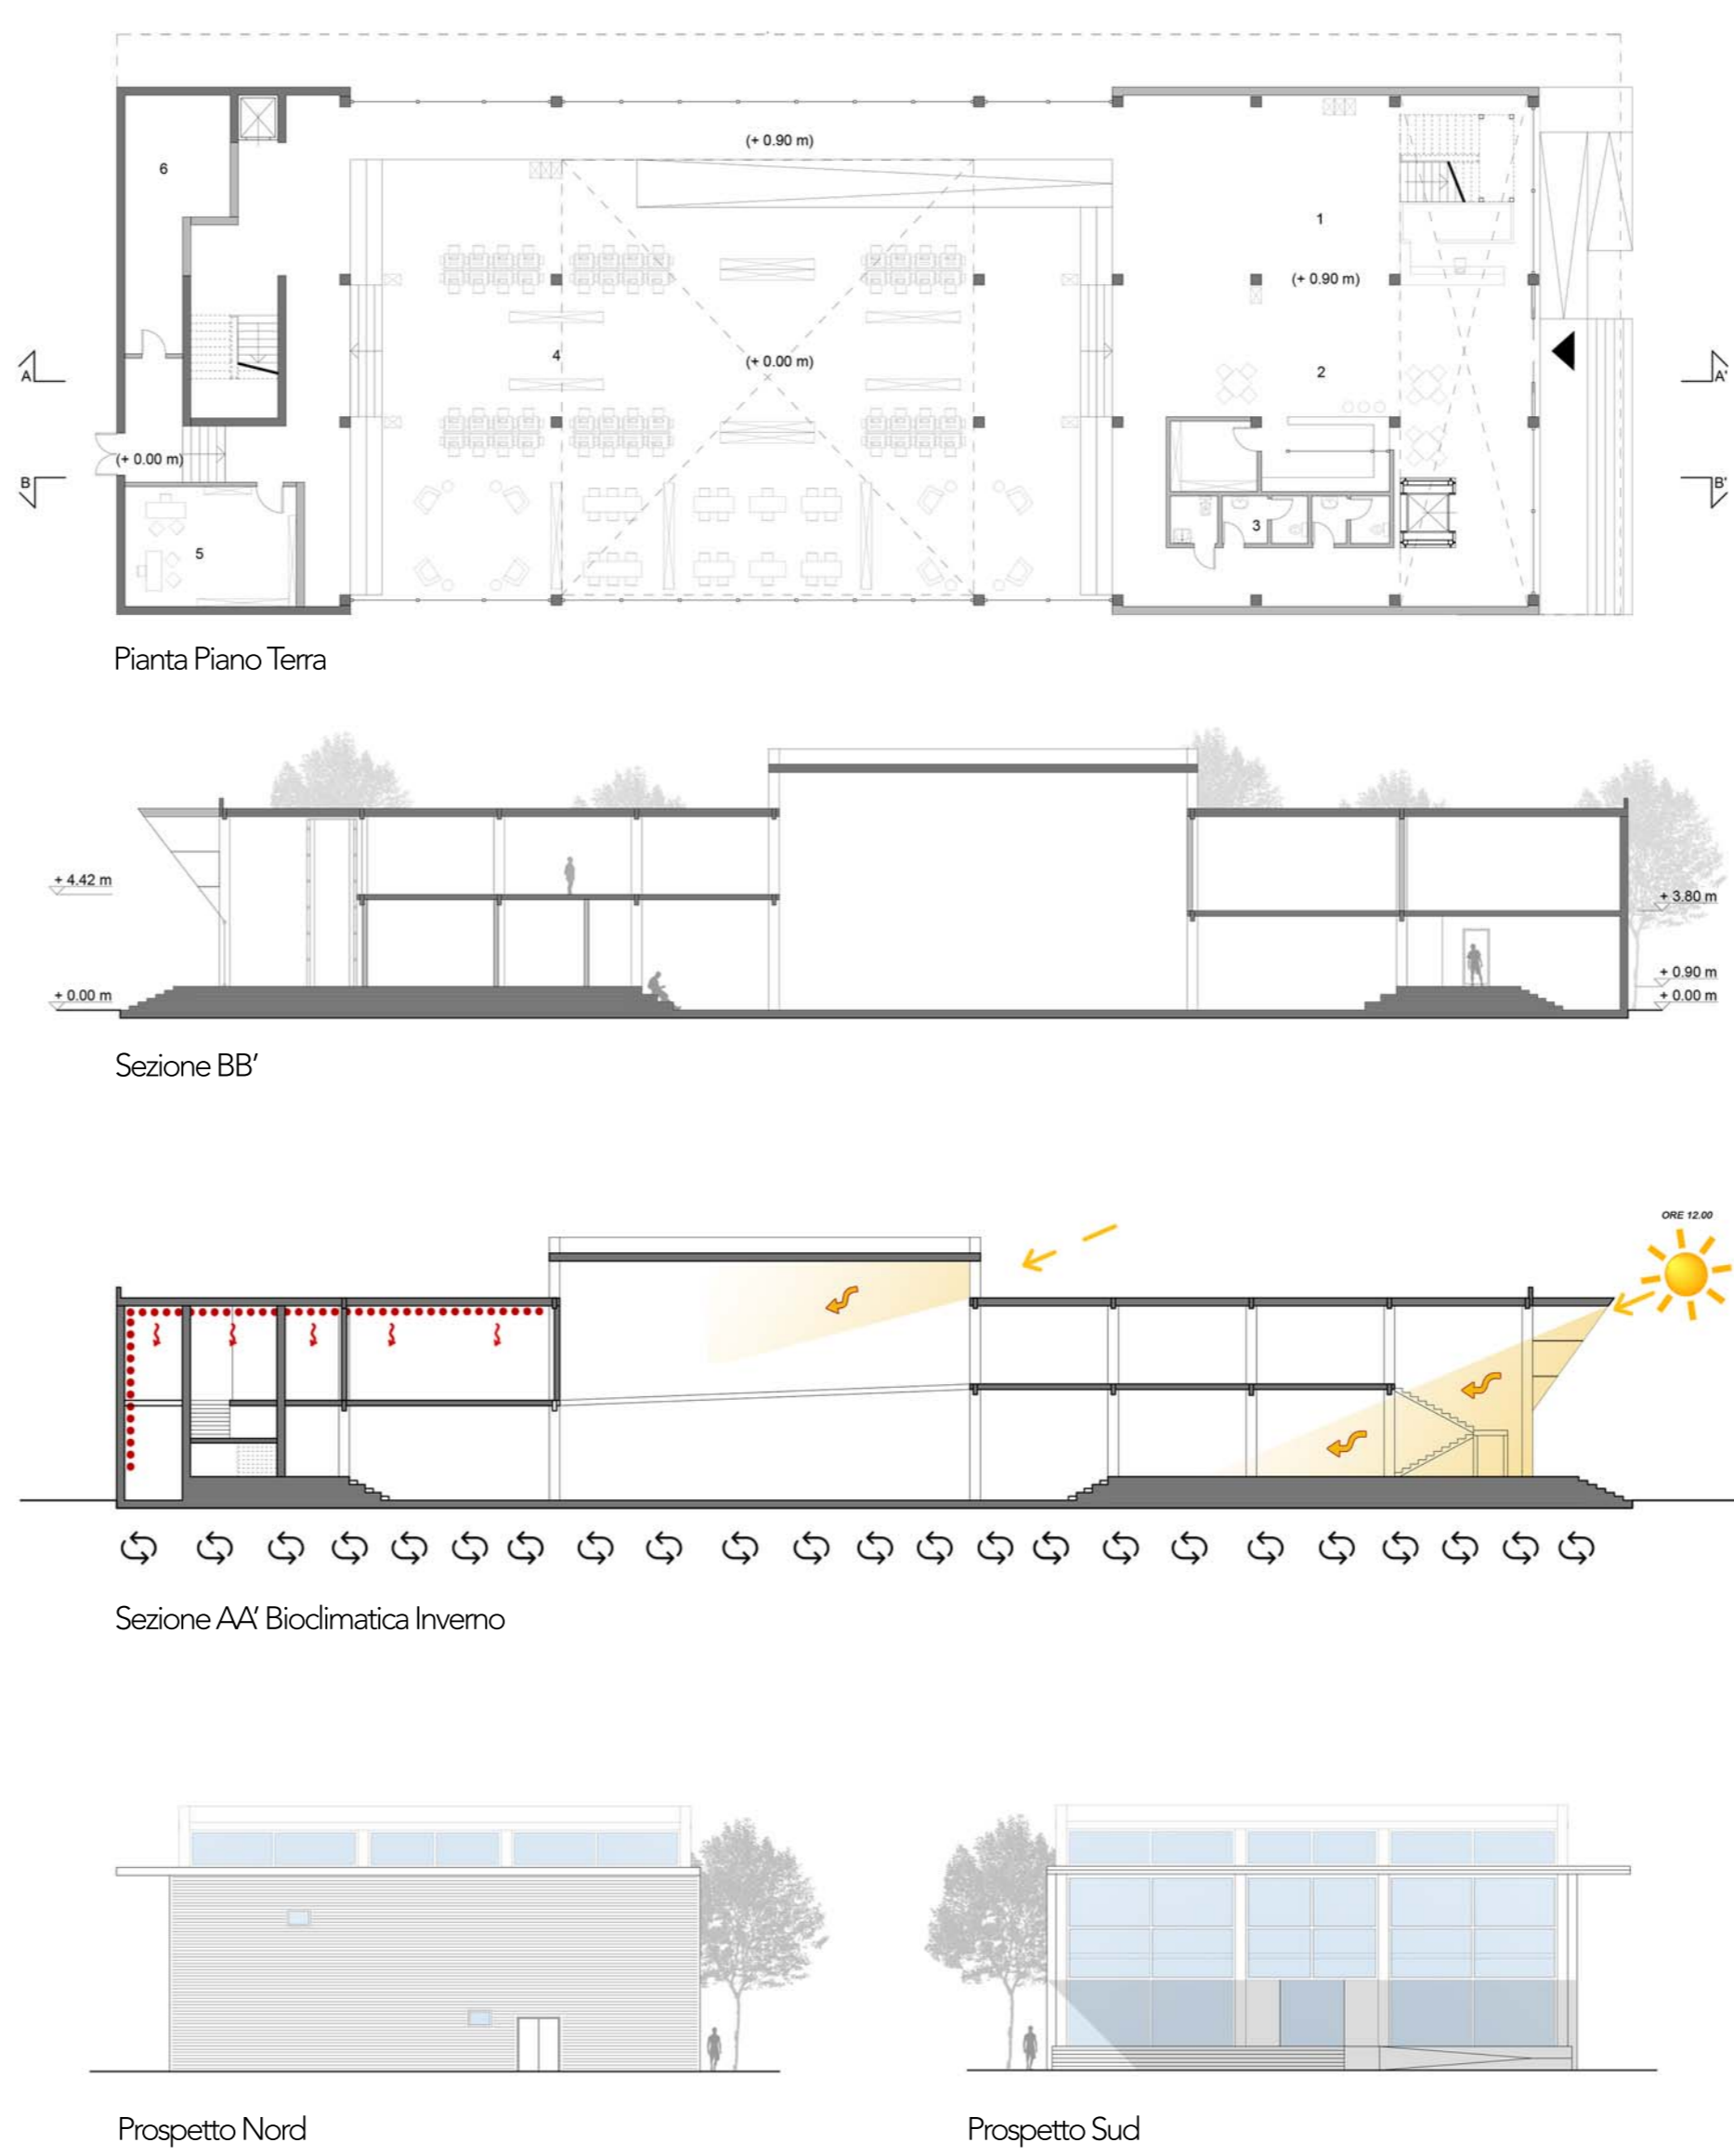 (+ 0.90 m)
6
1
(+ 0.90 m)
4
(+ 0.00 m)
2
A
A'
(+ 0.00 m)
B
B'
3
5
Pianta Piano Terra
+ 4.42 m
+ 3.80 m
+ 0.90 m
+ 0.00 m
+ 0.00 m
Sezione BB'
ORE 12.00
Sezione AA' Bioclimatica Inverno
Prospetto Nord
Prospetto Sud